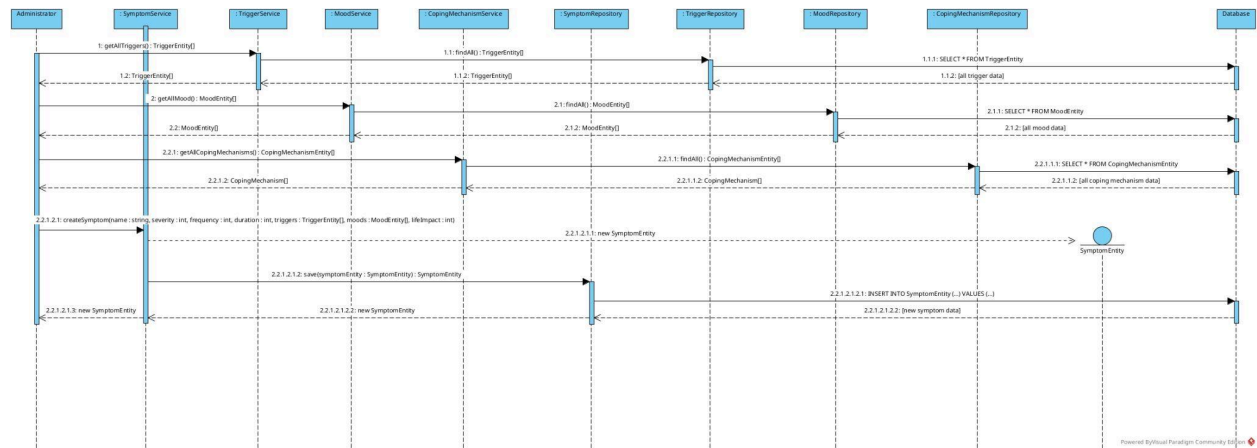 Administrator
: SymptomService
: TriggerService
: MoodService
: CopingMechanismService
: SymptomRepository
: TriggerRepository
: MoodRepository
: CopingMechanismRepository
Database
1: getAllTriggers() : TriggerEntity[]
1.1: findAll() : TriggerEntity[]
1.1.1: SELECT * FROM TriggerEntity
1.2: TriggerEntity[]
1.1.2: TriggerEntity[]
1.1.2: [all trigger data]
2: getAllMood() : MoodEntity[]
2.1: findAll() : MoodEntity[]
2.1.1: SELECT * FROM MoodEntity
2.2: MoodEntity[]
2.1.2: MoodEntity[]
2.1.2: [all mood data]
2.2.1: getAllCopingMechanisms() : CopingMechanismEntity[]
2.2.1.1: findAll() : CopingMechanismEntity[]
2.2.1.1.1: SELECT * FROM CopingMechanismEntity
2.2.1.2: CopingMechanism[]
2.2.1.1.2: CopingMechanism[]
2.2.1.1.2: [all coping mechanism data]
2.2.1.2.1: createSymptom(name : string, severity : int, frequency : int, duration : int, triggers : TriggerEntity[], moods : MoodEntity[], lifeImpact : int)
2.2.1.2.1.1: new SymptomEntity
SymptomEntity
2.2.1.2.1.2: save(symptomEntity : SymptomEntity) : SymptomEntity
2.2.1.2.1.2.1: INSERT INTO SymptomEntity (...) VALUES (...)
2.2.1.2.1.3: new SymptomEntity
2.2.1.2.1.2.2: new SymptomEntity
2.2.1.2.1.2.2: [new symptom data]
Powered By Visual Paradigm Community Edition